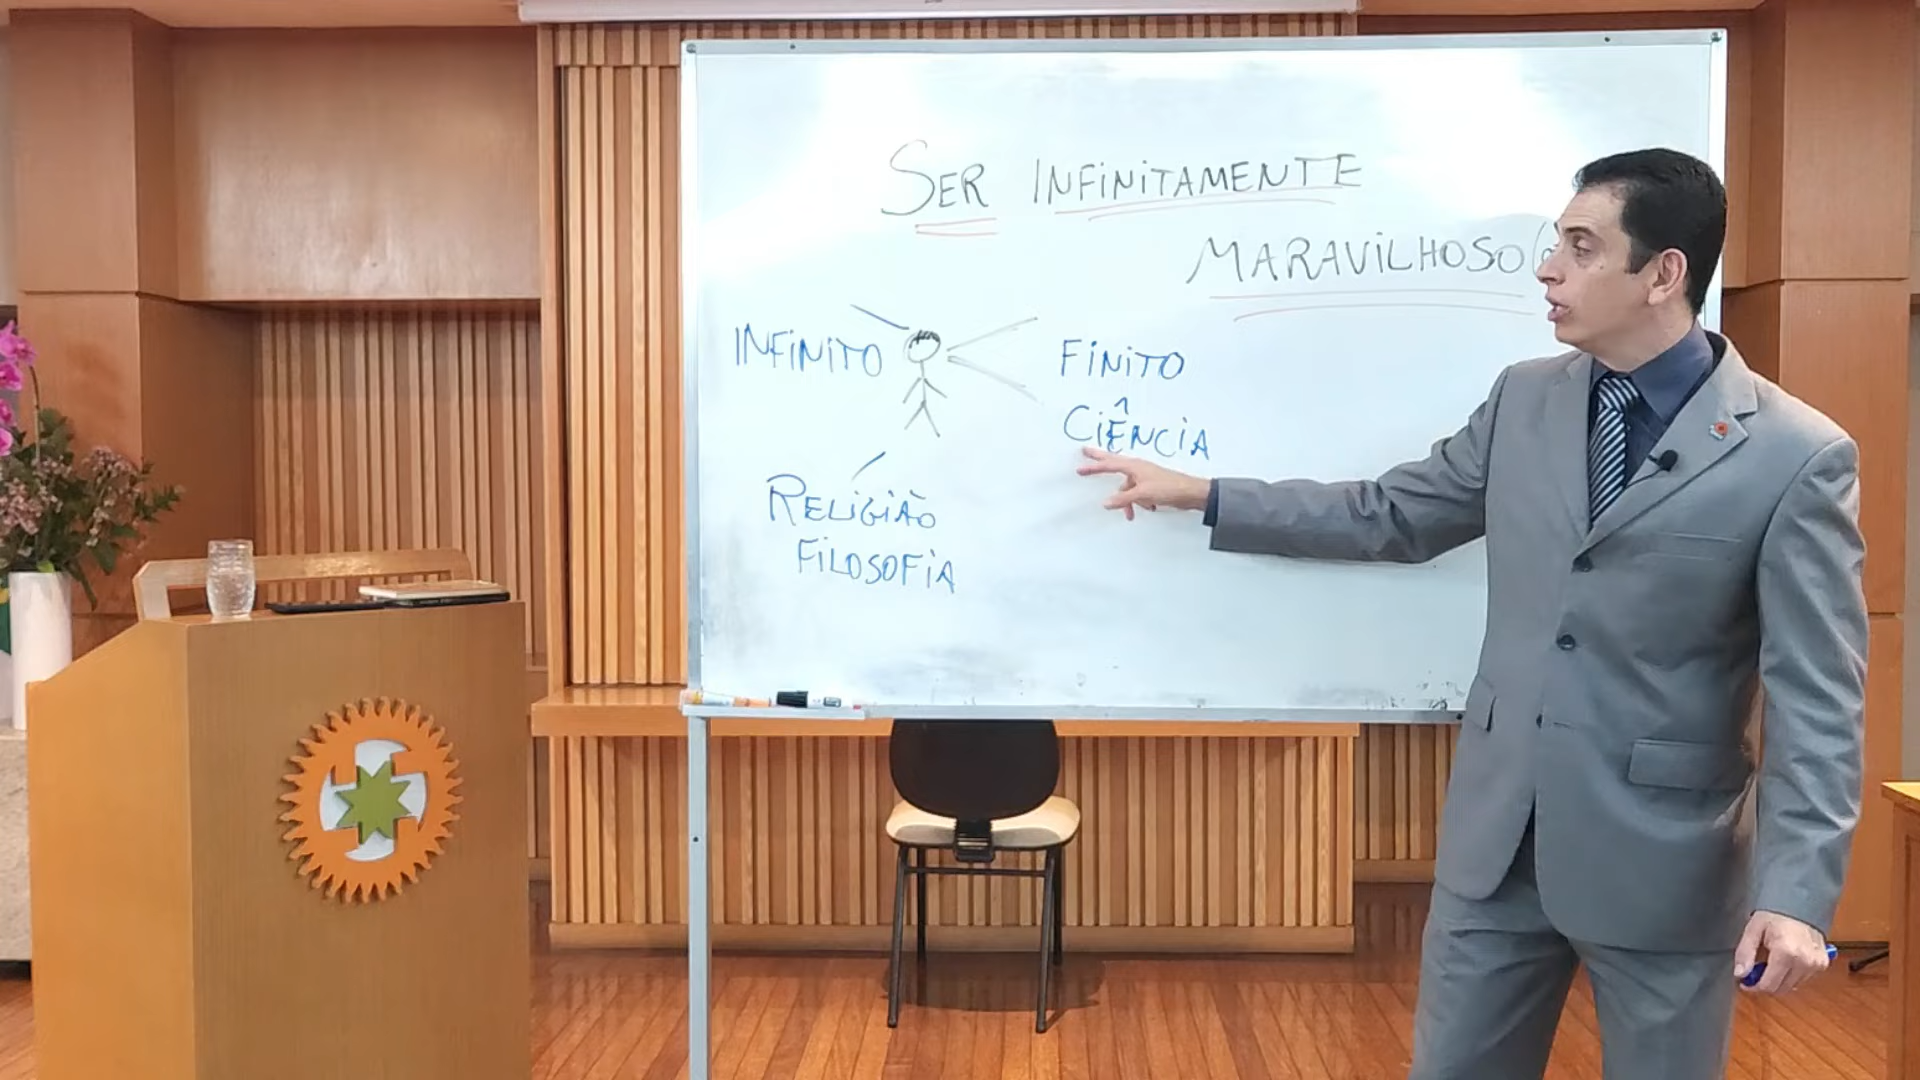 SER INFINITAMENTE
MARAVILHOSO(
INFINITO
FINITO
CIÊNCIA
RELIGIÃO
FILOSOFIA